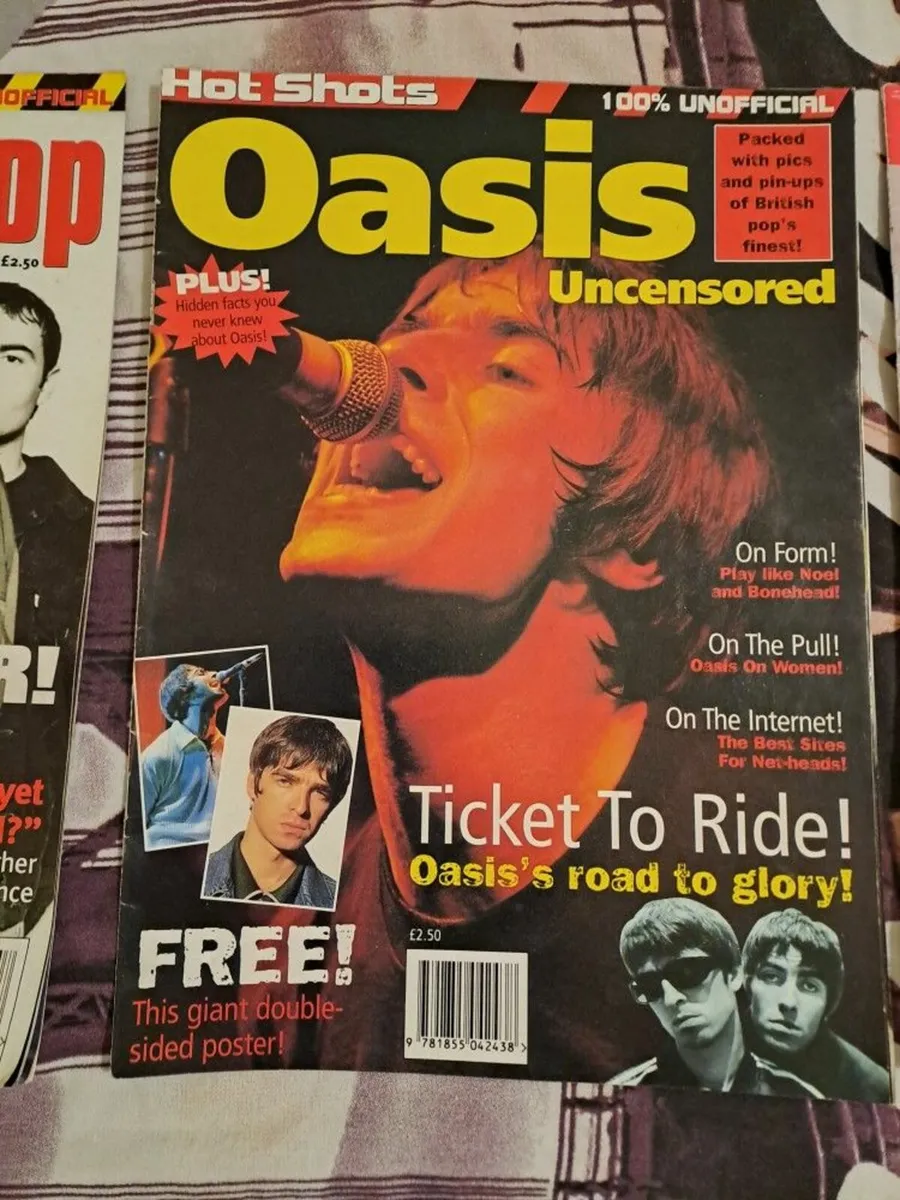 OFFICIAL
op
£2.50
R!
yet
?"
her
nce
Hot Shots
100% UNOFFICIAL
Oasis
Uncensored
Packed
with pics
and pin-ups
of British
pop's
finest!
PLUS!
Hidden facts you
never knew
about Oasis!
On Form!
Play like Noel
and Bonehead!
On The Pull!
Oasis On Women!
On The Internet!
The Best Sites
For Net-heads!
Ticket To Ride!
Oasis's road to glory!
FREE!
This giant double-
sided poster!
£2.50
9 781855 042438 >